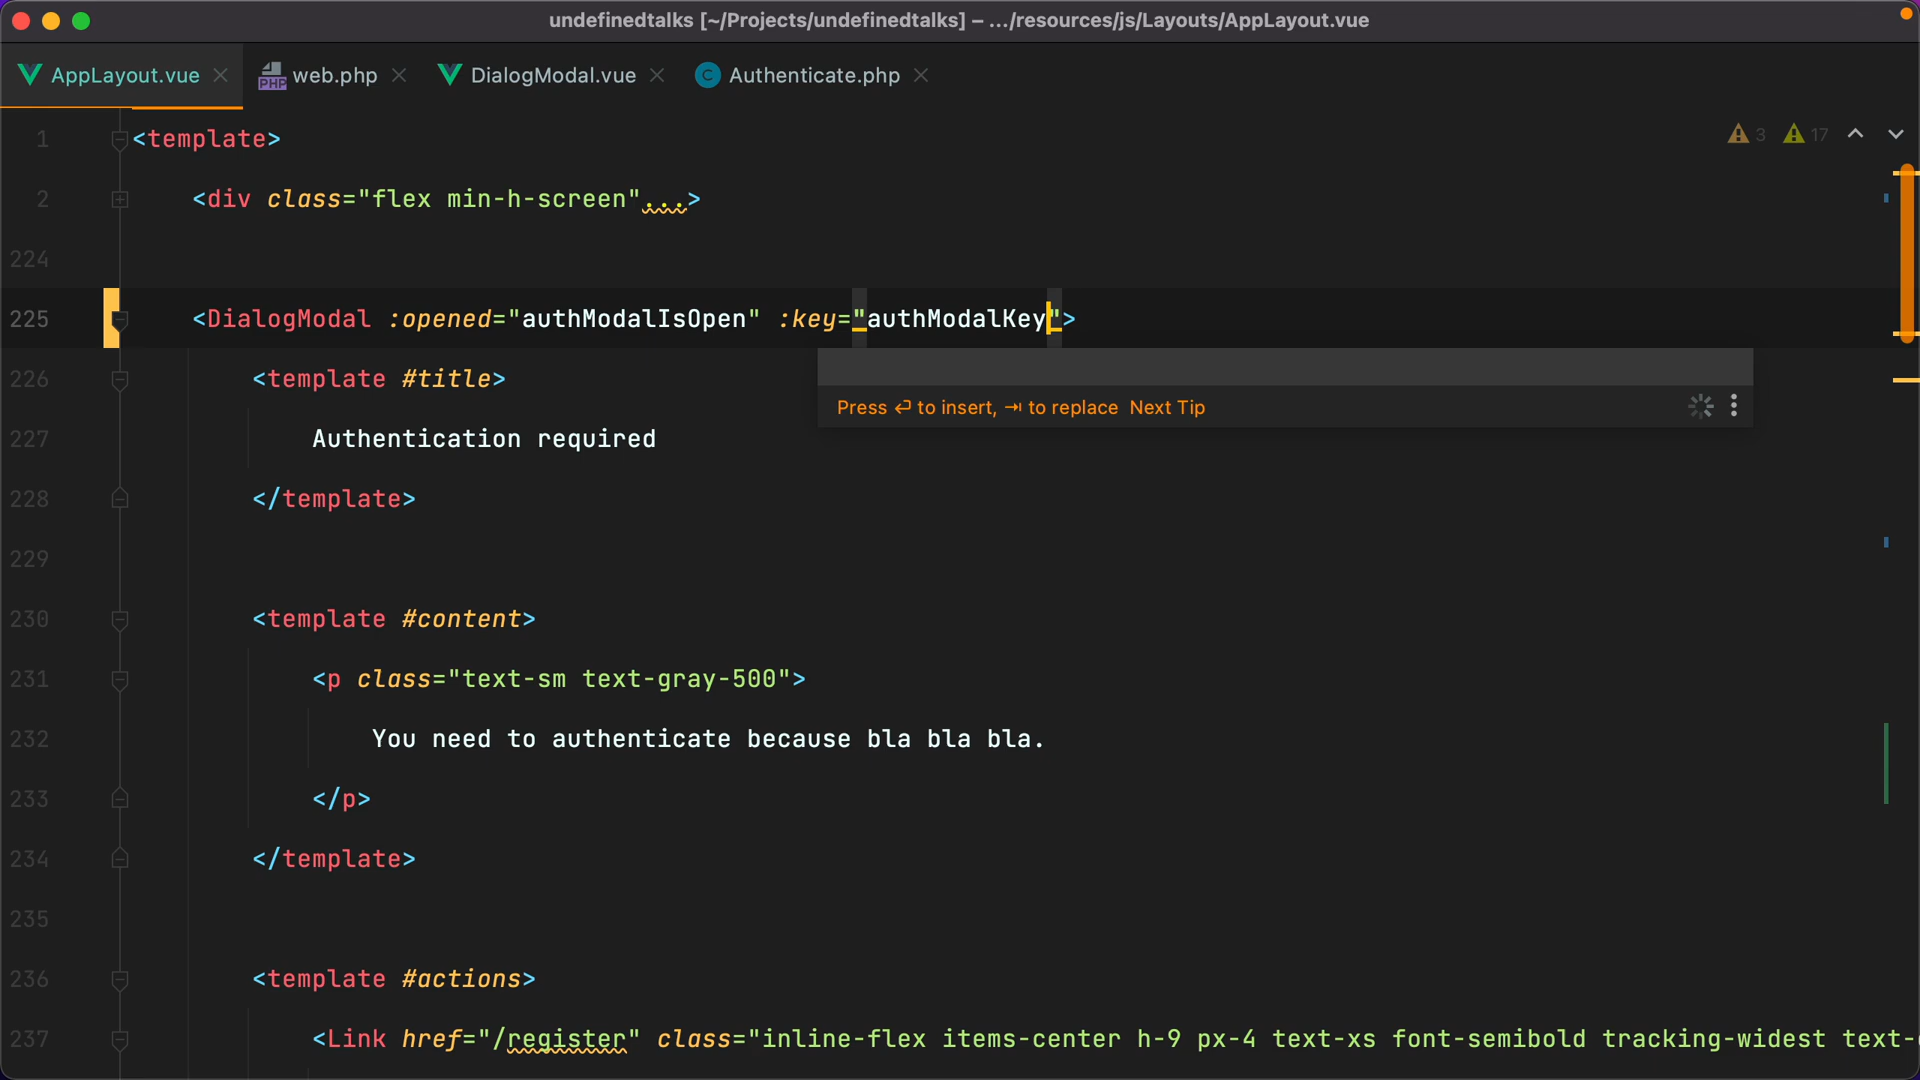 undefinedtalks [~/Projects/undefinedtalks] – .../resources/js/Layouts/AppLayout.vue
AppLayout.vue web.php DialogModal.vue Authenticate.php
3 17
1 <template>
2 <div class="flex min-h-screen"...>
224
225 <DialogModal :opened="authModalIsOpen" :key="authModalKey">
226 <template #title>
Press ⏎ to insert, ⇥ to replace Next Tip
227 Authentication required
228 </template>
229
230 <template #content>
231 <p class="text-sm text-gray-500">
232 You need to authenticate because bla bla bla.
233 </p>
234 </template>
235
236 <template #actions>
237 <Link href="/register" class="inline-flex items-center h-9 px-4 text-xs font-semibold tracking-widest text-